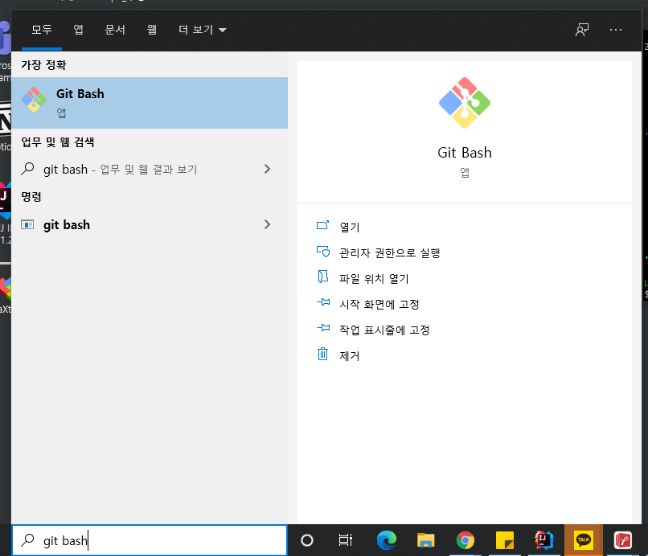 모두 앱 문서 웹 더 보기
가장 정확
Git Bash
앱
업무 및 웹 검색
git bash - 업무 및 웹 결과 보기
명령
git bash
Git Bash
앱
열기
관리자 권한으로 실행
파일 위치 열기
시작 화면에 고정
작업 표시줄에 고정
제거
git bash
TALK